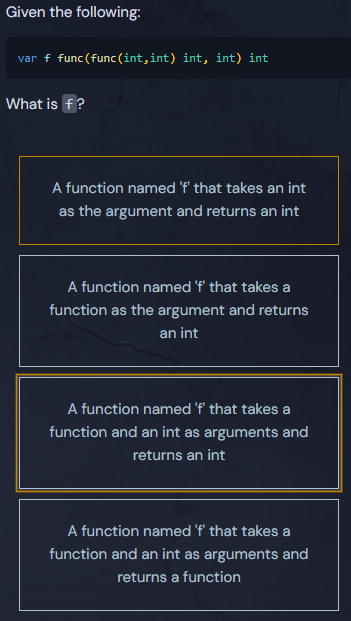 Given the following:
var f func(func(int,int) int, int) int
What is f?
A function named 'f' that takes an int
as the argument and returns an int
A function named 'f' that takes a
function as the argument and returns
an int
A function named 'f' that takes a
function and an int as arguments and
returns an int
A function named 'f' that takes a
function and an int as arguments and
returns a function